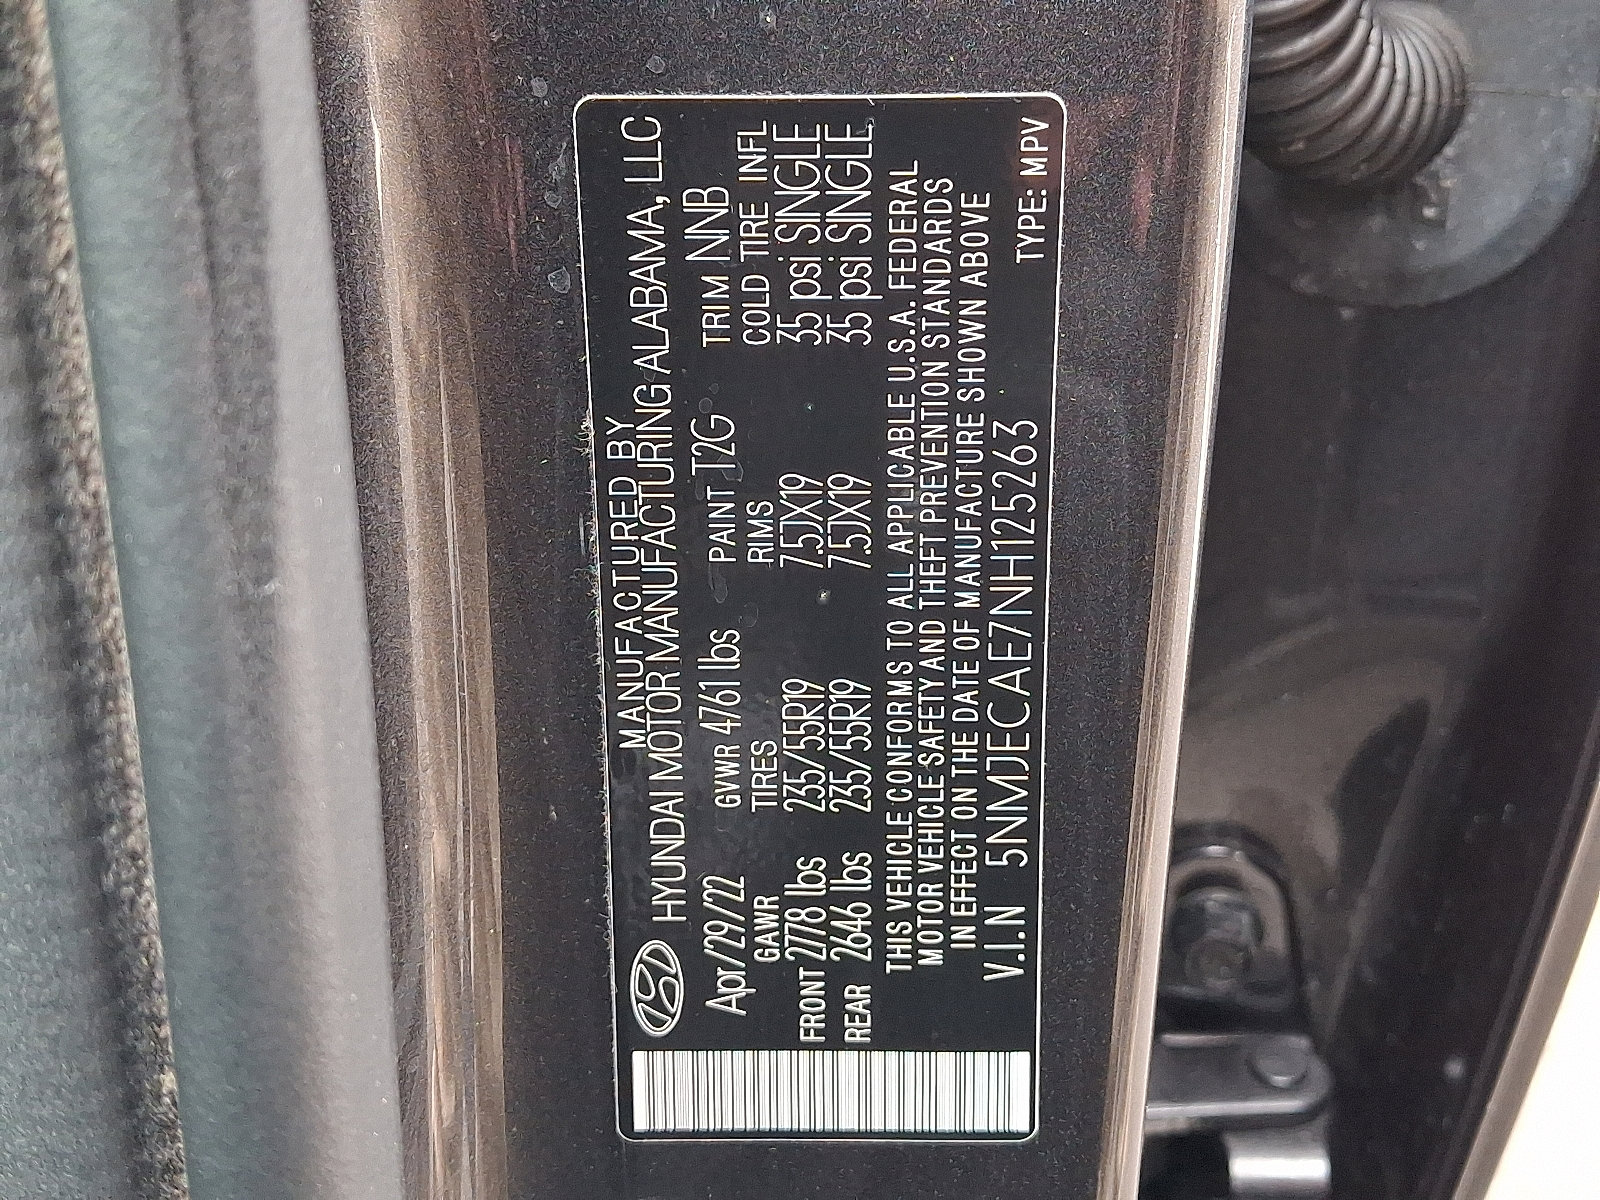 MANUFACTURED BY
HYUNDAI MOTOR MANUFACTURING ALABAMA, LLC
Apr/29/22 GVWR 4761 lbs PAINT T2G TRIM NNB
GAWR TIRES RIMS COLD TIRE INFL
FRONT 2778 lbs 235/55R19 7.5JX19 35 psi SINGLE
REAR 2646 lbs 235/55R19 7.5JX19 35 psi SINGLE
THIS VEHICLE CONFORMS TO ALL APPLICABLE U.S.A. FEDERAL
MOTOR VEHICLE SAFETY AND THEFT PREVENTION STANDARDS
IN EFFECT ON THE DATE OF MANUFACTURE SHOWN ABOVE
V.I.N 5NMJECAE7NH125263 TYPE: MPV